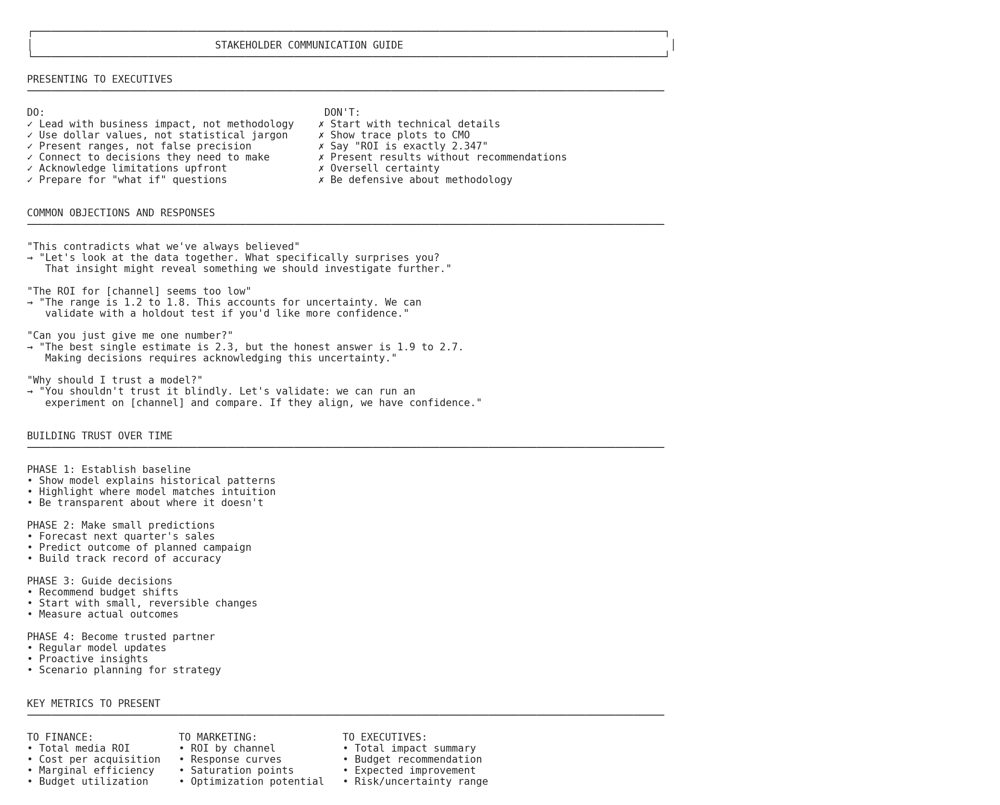 STAKEHOLDER COMMUNICATION GUIDE
PRESENTING TO EXECUTIVES
DO: DON'T:
✓ Lead with business impact, not methodology ✗ Start with technical details
✓ Use dollar values, not statistical jargon ✗ Show trace plots to CMO
✓ Present ranges, not false precision ✗ Say "ROI is exactly 2.347"
✓ Connect to decisions they need to make ✗ Present results without recommendations
✓ Acknowledge limitations upfront ✗ Oversell certainty
✓ Prepare for "what if" questions ✗ Be defensive about methodology
COMMON OBJECTIONS AND RESPONSES
"This contradicts what we've always believed"
→ "Let's look at the data together. What specifically surprises you?
That insight might reveal something we should investigate further."
"The ROI for [channel] seems too low"
→ "The range is 1.2 to 1.8. This accounts for uncertainty. We can
validate with a holdout test if you'd like more confidence."
"Can you just give me one number?"
→ "The best single estimate is 2.3, but the honest answer is 1.9 to 2.7.
Making decisions requires acknowledging this uncertainty."
"Why should I trust a model?"
→ "You shouldn't trust it blindly. Let's validate: we can run an
experiment on [channel] and compare. If they align, we have confidence."
BUILDING TRUST OVER TIME
PHASE 1: Establish baseline
• Show model explains historical patterns
• Highlight where model matches intuition
• Be transparent about where it doesn't
PHASE 2: Make small predictions
• Forecast next quarter's sales
• Predict outcome of planned campaign
• Build track record of accuracy
PHASE 3: Guide decisions
• Recommend budget shifts
• Start with small, reversible changes
• Measure actual outcomes
PHASE 4: Become trusted partner
• Regular model updates
• Proactive insights
• Scenario planning for strategy
KEY METRICS TO PRESENT
TO FINANCE: TO MARKETING: TO EXECUTIVES:
• Total media ROI • ROI by channel • Total impact summary
• Cost per acquisition • Response curves • Budget recommendation
• Marginal efficiency • Saturation points • Expected improvement
• Budget utilization • Optimization potential • Risk/uncertainty range